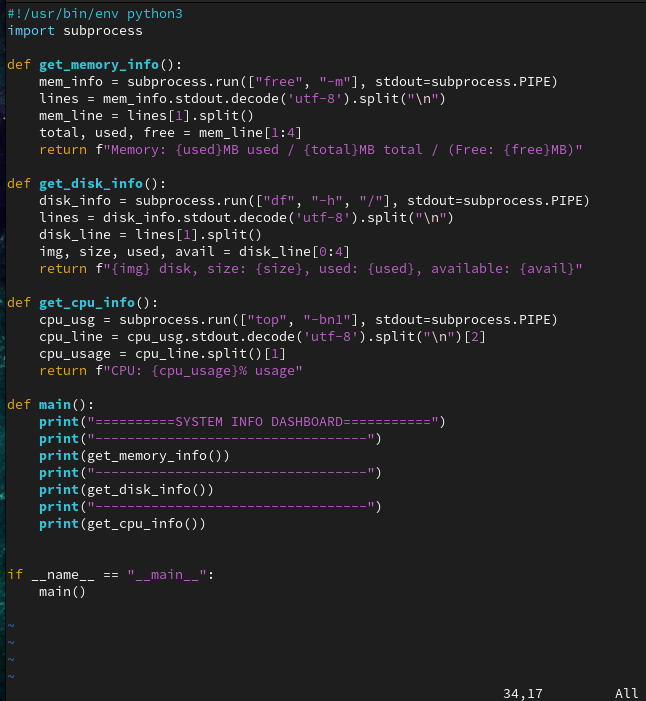 #!/usr/bin/env python3
import subprocess

def get_memory_info():
    mem_info = subprocess.run(["free", "-m"], stdout=subprocess.PIPE)
    lines = mem_info.stdout.decode('utf-8').split("\n")
    mem_line = lines[1].split()
    total, used, free = mem_line[1:4]
    return f"Memory: {used}MB used / {total}MB total / (Free: {free}MB)"

def get_disk_info():
    disk_info = subprocess.run(["df", "-h", "/"], stdout=subprocess.PIPE)
    lines = disk_info.stdout.decode('utf-8').split("\n")
    disk_line = lines[1].split()
    img, size, used, avail = disk_line[0:4]
    return f"{img} disk, size: {size}, used: {used}, available: {avail}"

def get_cpu_info():
    cpu_usg = subprocess.run(["top", "-bn1"], stdout=subprocess.PIPE)
    cpu_line = cpu_usg.stdout.decode('utf-8').split("\n")[2]
    cpu_usage = cpu_line.split()[1]
    return f"CPU: {cpu_usage}% usage"

def main():
    print("==========SYSTEM INFO DASHBOARD===========")
    print("----------------------------------")
    print(get_memory_info())
    print("----------------------------------")
    print(get_disk_info())
    print("----------------------------------")
    print(get_cpu_info())


if __name__ == "__main__":
    main()

~
~
~
~
34,17 All